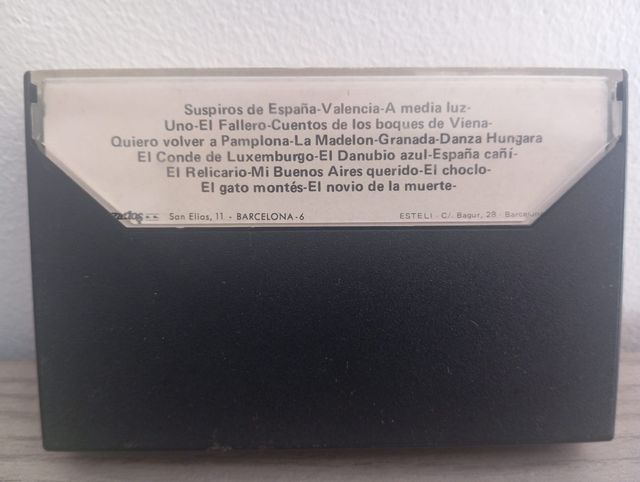 Suspiros de España-Valencia-A media luz-
Uno-El Fallero-Cuentos de los boques de Viena-
Quiero volver a Pamplona-La Madelon-Granada-Danza Hungara
El Conde de Luxemburgo-El Danubio azul-España cañí-
El Relicario-Mi Buenos Aires querido-El choclo-
El gato montés-El novio de la muerte-
San Elias, 11 - BARCELONA-6
ESTELI - C/. Bagur, 28 - Barcelona